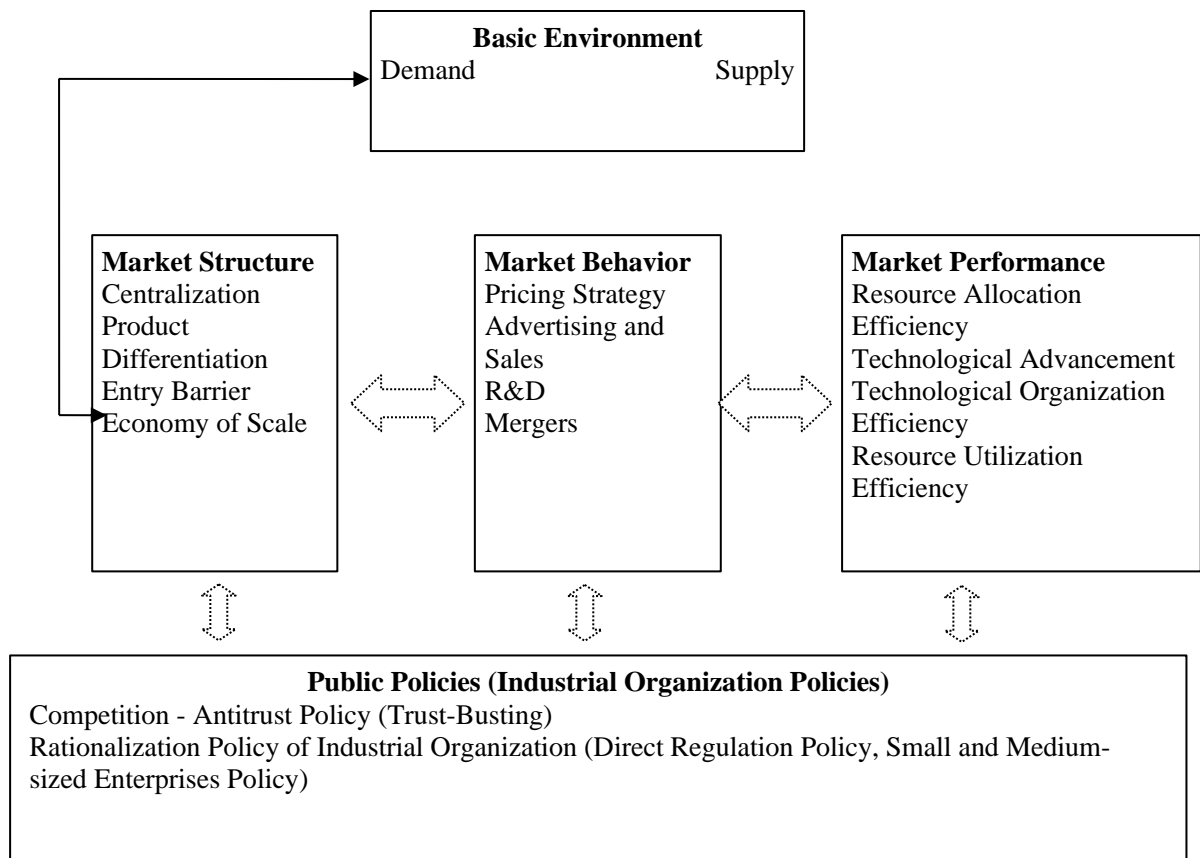 Basic Environment
Demand Supply
Market Structure
Centralization
Product
Differentiation
Entry Barrier
Economy of Scale
Market Behavior
Pricing Strategy
Advertising and
Sales
R&D
Mergers
Market Performance
Resource Allocation
Efficiency
Technological Advancement
Technological Organization
Efficiency
Resource Utilization
Efficiency
Public Policies (Industrial Organization Policies)
Competition - Antitrust Policy (Trust-Busting)
Rationalization Policy of Industrial Organization (Direct Regulation Policy, Small and Medium-
sized Enterprises Policy)